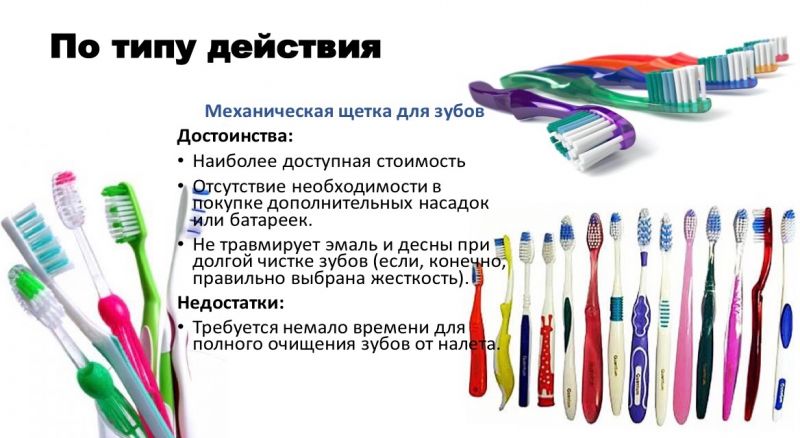 По типу действия
Механическая щетка для зубов
Достоинства:
• Наиболее доступная стоимость
• Отсутствие необходимости в
покупке дополнительных насадок
или батареек.
• Не травмирует эмаль и десны при
долгой чистке зубов (если, конечно,
правильно выбрана жесткость).
Недостатки:
• Требуется немало времени для
полного очищения зубов от налета.